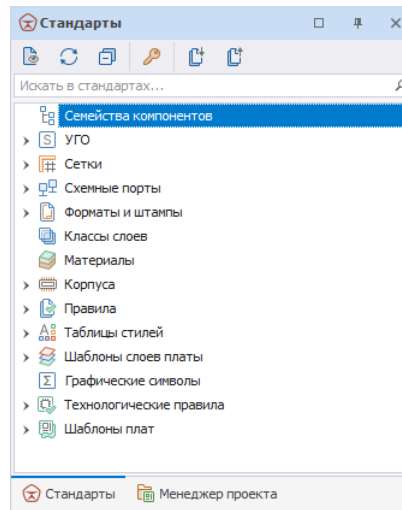 Стандарты
Искать в стандартах...
Семейства компонентов
S УГО
Сетки
Схемные порты
Форматы и штампы
Классы слоев
Материалы
Корпуса
Правила
Таблицы стилей
Шаблоны слоев платы
Σ Графические символы
Технологические правила
Шаблоны плат
Стандарты Менеджер проекта